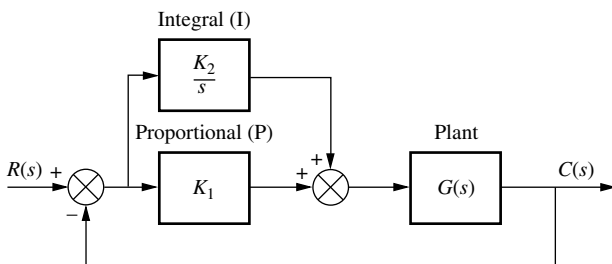 Integral (I)
K₂
s
Proportional (P)
Plant
R(s)
+
+
+
C(s)
K₁
G(s)
−